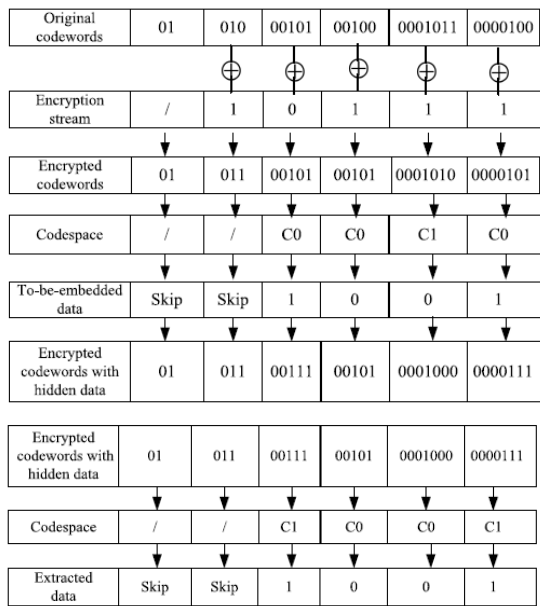 Original codewords 01 010 00101 00100 0001011 0000100
Encryption stream / 1 0 1 1 1
Encrypted codewords 01 011 00101 00101 0001010 0000101
Codespace / / C0 C0 C1 C0
To-be-embedded data Skip Skip 1 0 0 1
Encrypted codewords with hidden data 01 011 00111 00101 0001000 0000111
Encrypted codewords with hidden data 01 011 00111 00101 0001000 0000111
Codespace / / C1 C0 C0 C1
Extracted data Skip Skip 1 0 0 1